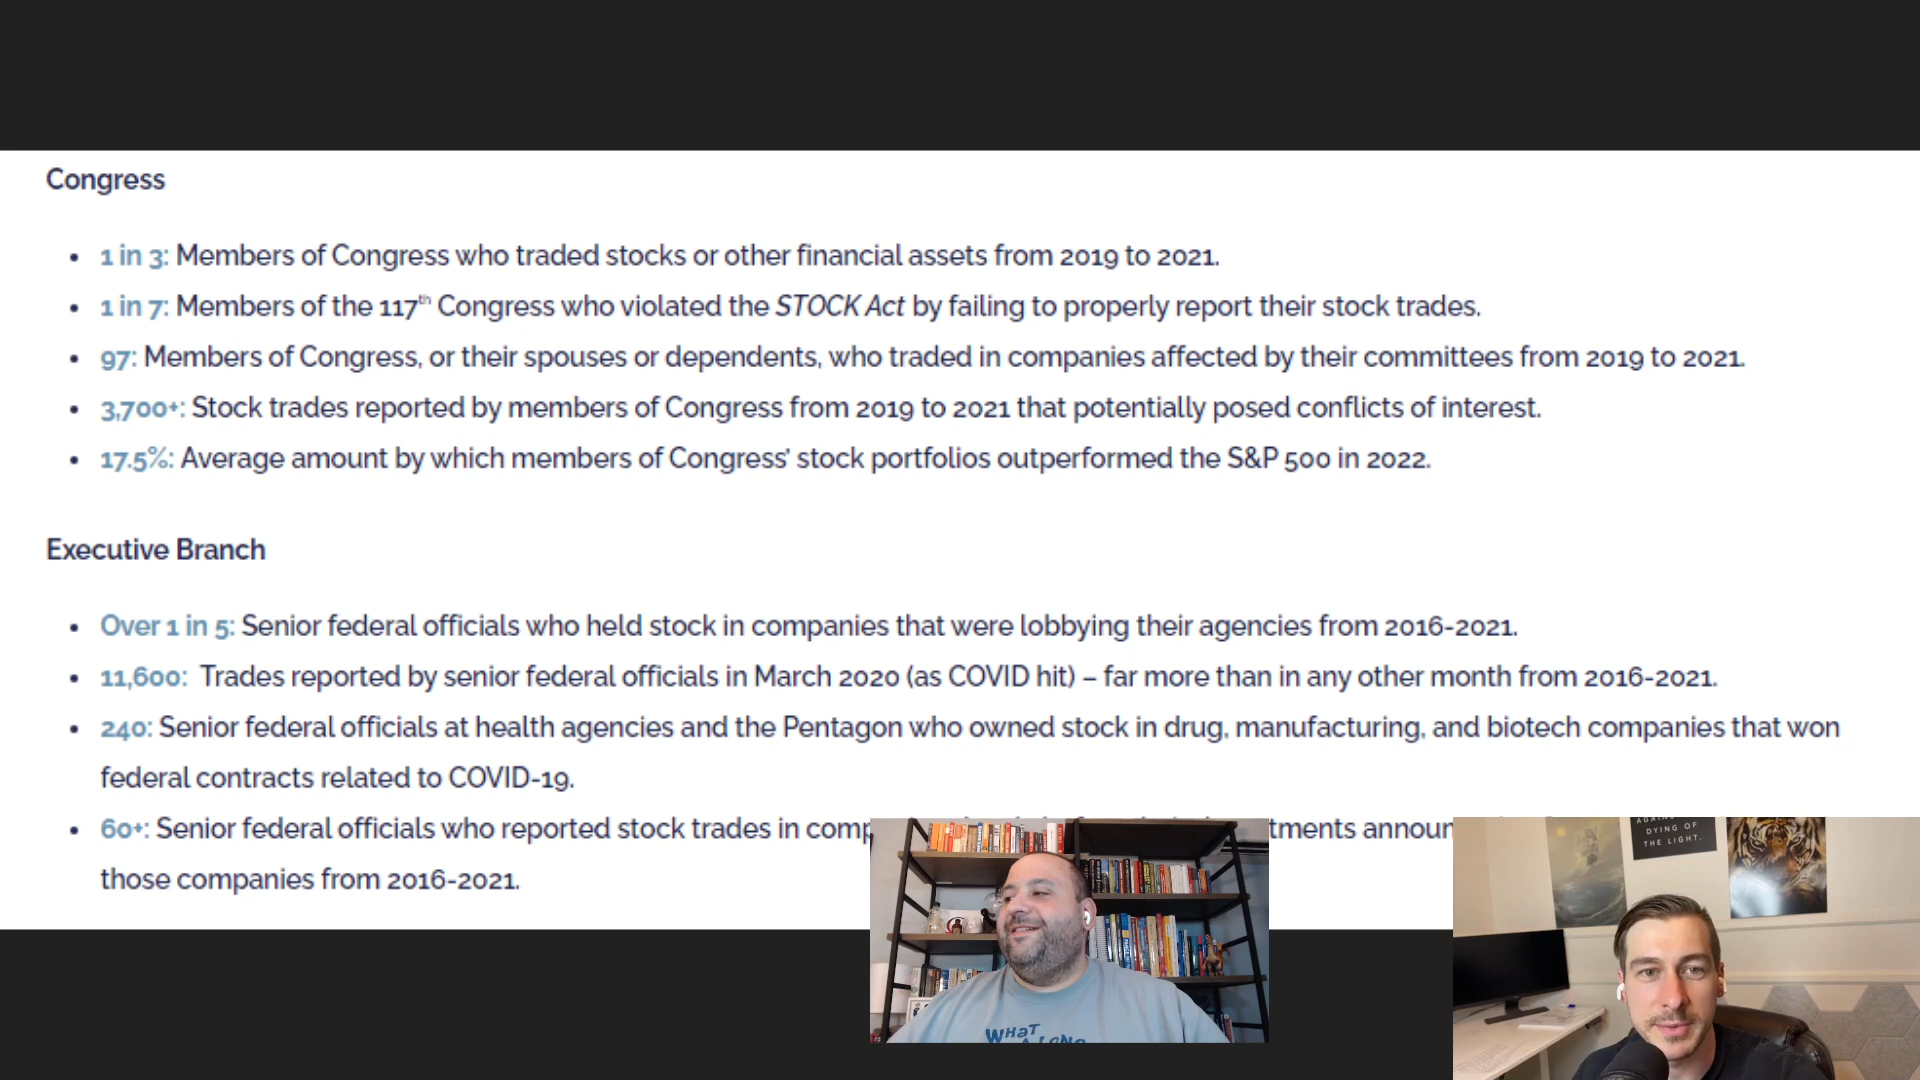 Congress
• 1 in 3: Members of Congress who traded stocks or other financial assets from 2019 to 2021.
• 1 in 7: Members of the 117th Congress who violated the STOCK Act by failing to properly report their stock trades.
• 97: Members of Congress, or their spouses or dependents, who traded in companies affected by their committees from 2019 to 2021.
• 3,700+: Stock trades reported by members of Congress from 2019 to 2021 that potentially posed conflicts of interest.
• 17.5%: Average amount by which members of Congress' stock portfolios outperformed the S&P 500 in 2022.
Executive Branch
• Over 1 in 5: Senior federal officials who held stock in companies that were lobbying their agencies from 2016-2021.
• 11,600: Trades reported by senior federal officials in March 2020 (as COVID hit) – far more than in any other month from 2016-2021.
• 240: Senior federal officials at health agencies and the Pentagon who owned stock in drug, manufacturing, and biotech companies that won
federal contracts related to COVID-19.
• 60+: Senior federal officials who reported stock trades in
those companies from 2016-2021.
DYING OF
THE LIGHT.
WHAT